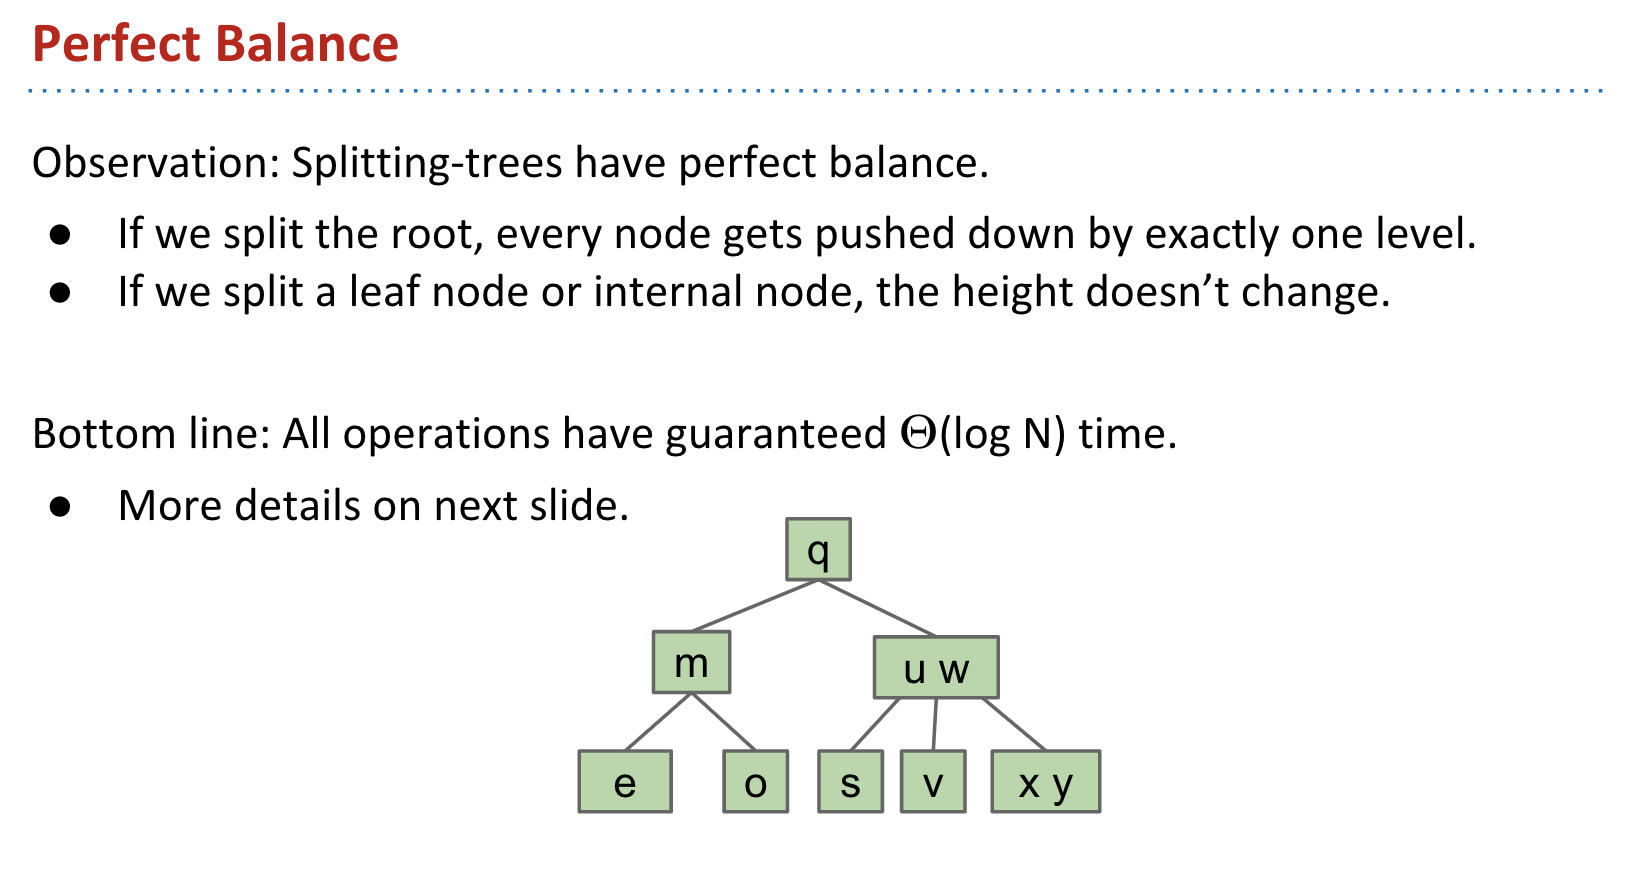 Perfect Balance
Observation: Splitting-trees have perfect balance.
● If we split the root, every node gets pushed down by exactly one level.
● If we split a leaf node or internal node, the height doesn’t change.
Bottom line: All operations have guaranteed Θ(log N) time.
● More details on next slide.
q
m
u w
e
o
s
v
x y